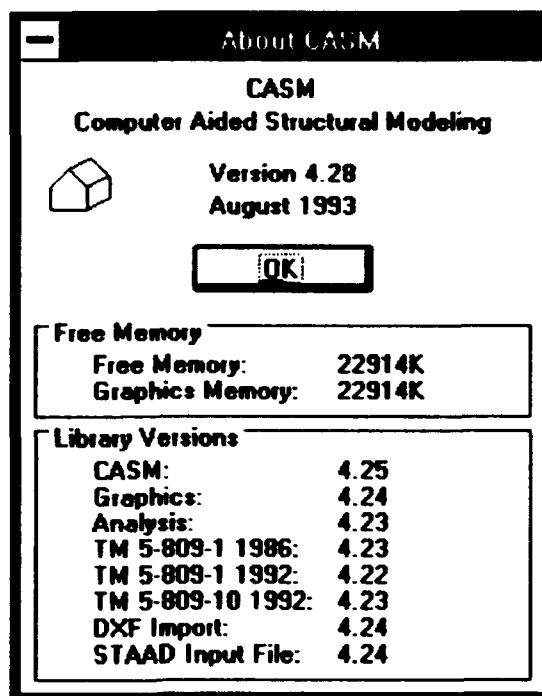 About CASM
CASM
Computer Aided Structural Modeling
Version 4.28
August 1993
OK
Free Memory
Free Memory: 22914K
Graphics Memory: 22914K
Library Versions
CASM: 4.25
Graphics: 4.24
Analysis: 4.23
TM 5-809-1 1986: 4.23
TM 5-809-1 1992: 4.22
TM 5-809-10 1992: 4.23
DXF Import: 4.24
STAAD Input File: 4.24